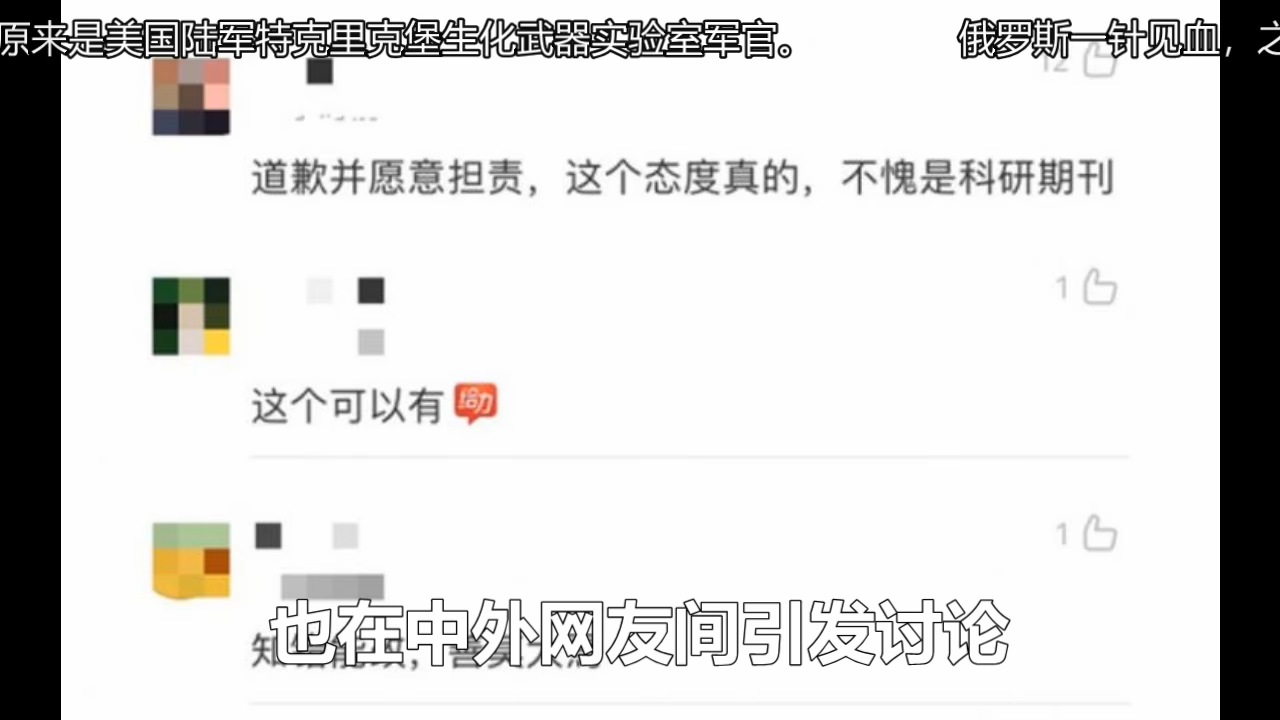 原来是美国陆军特克里克堡生化武器实验室军官。 俄罗斯一针见血，之
12
道歉并愿意担责，这个态度真的，不愧是科研期刊
1
这个可以有 给力
1
也在中外网友间引发讨论